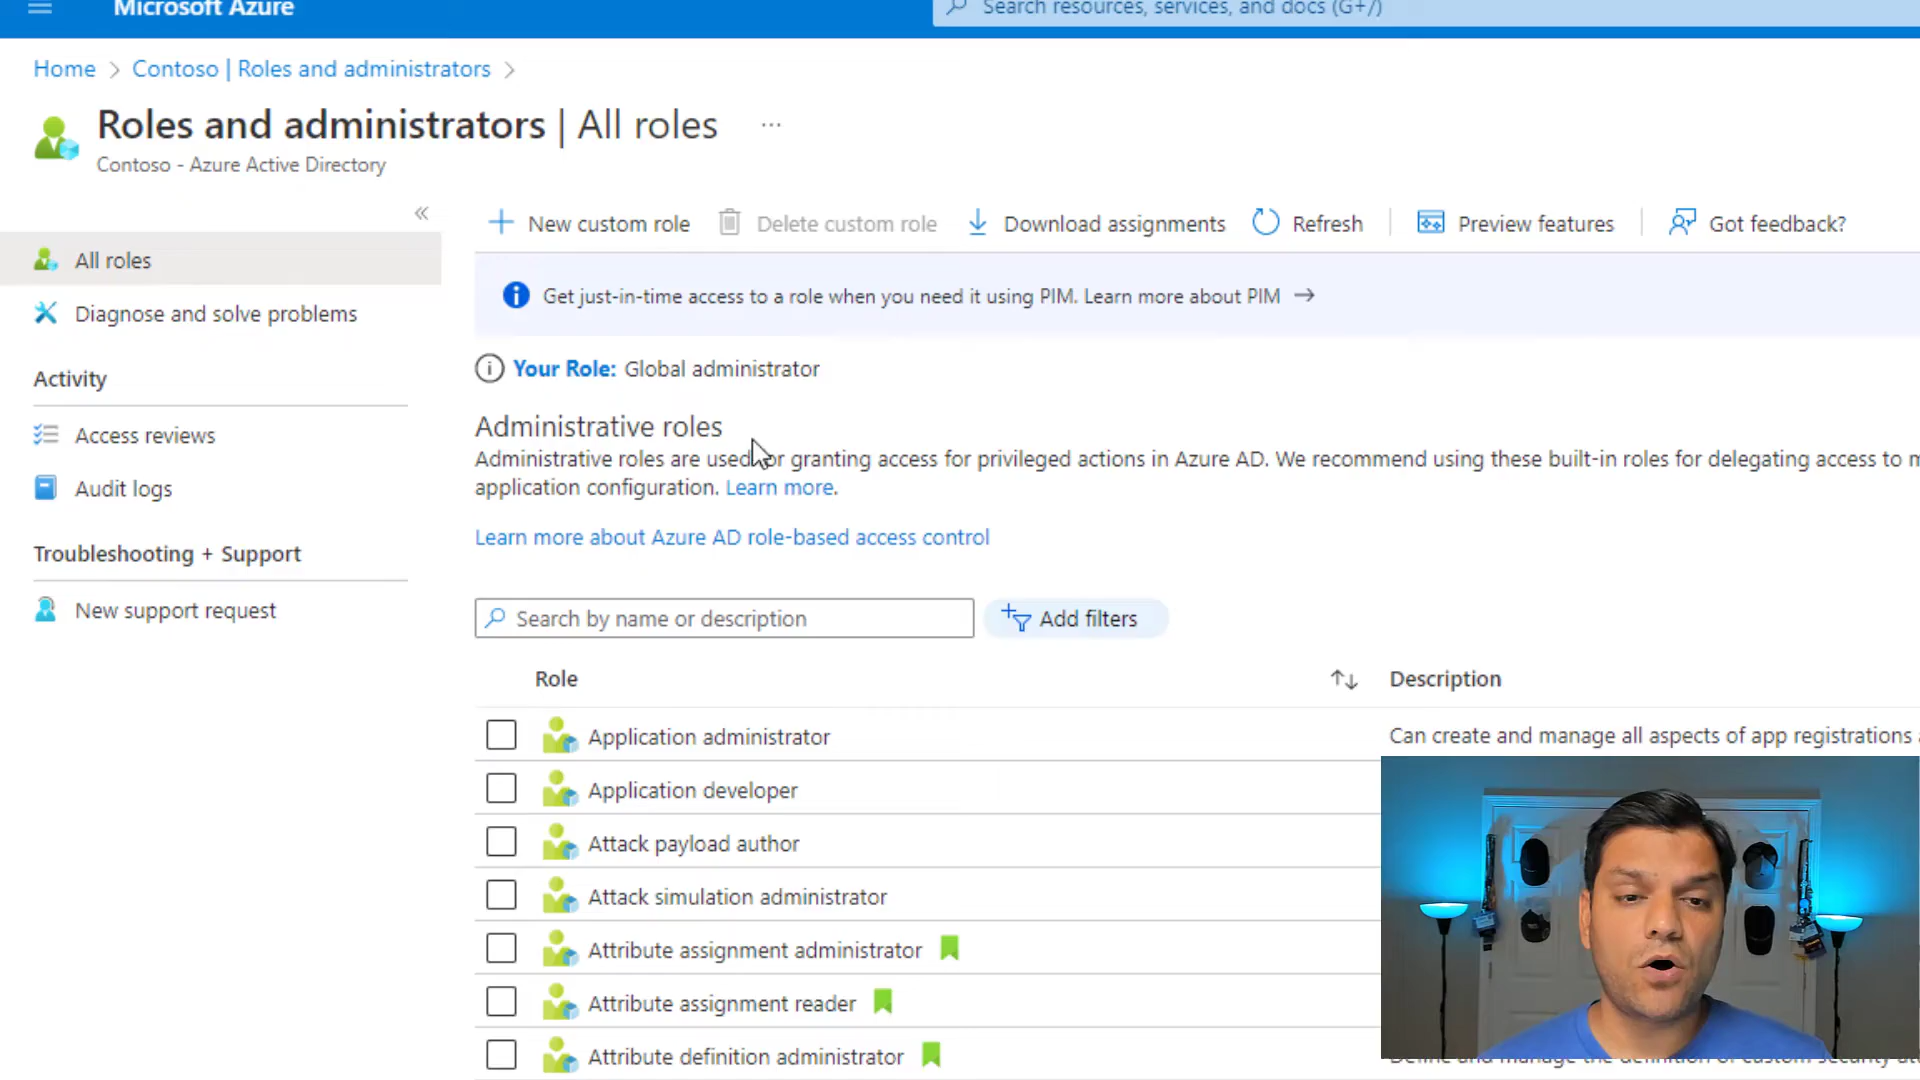 Microsoft Azure
Search resources, services, and docs (G+/)
Home > Contoso | Roles and administrators >
Roles and administrators | All roles ...
Contoso - Azure Active Directory
«
New custom role Delete custom role Download assignments Refresh Preview features Got feedback?
All roles
Get just-in-time access to a role when you need it using PIM. Learn more about PIM →
Diagnose and solve problems
Your Role: Global administrator
Activity
Administrative roles
Access reviews
Administrative roles are used for granting access for privileged actions in Azure AD. We recommend using these built-in roles for delegating access to
application configuration. Learn more.
Audit logs
Learn more about Azure AD role-based access control
Troubleshooting + Support
New support request
Search by name or description
Add filters
Role Description
Application administrator Can create and manage all aspects of app registrations
Application developer
Attack payload author
Attack simulation administrator
Attribute assignment administrator
Attribute assignment reader
Attribute definition administrator